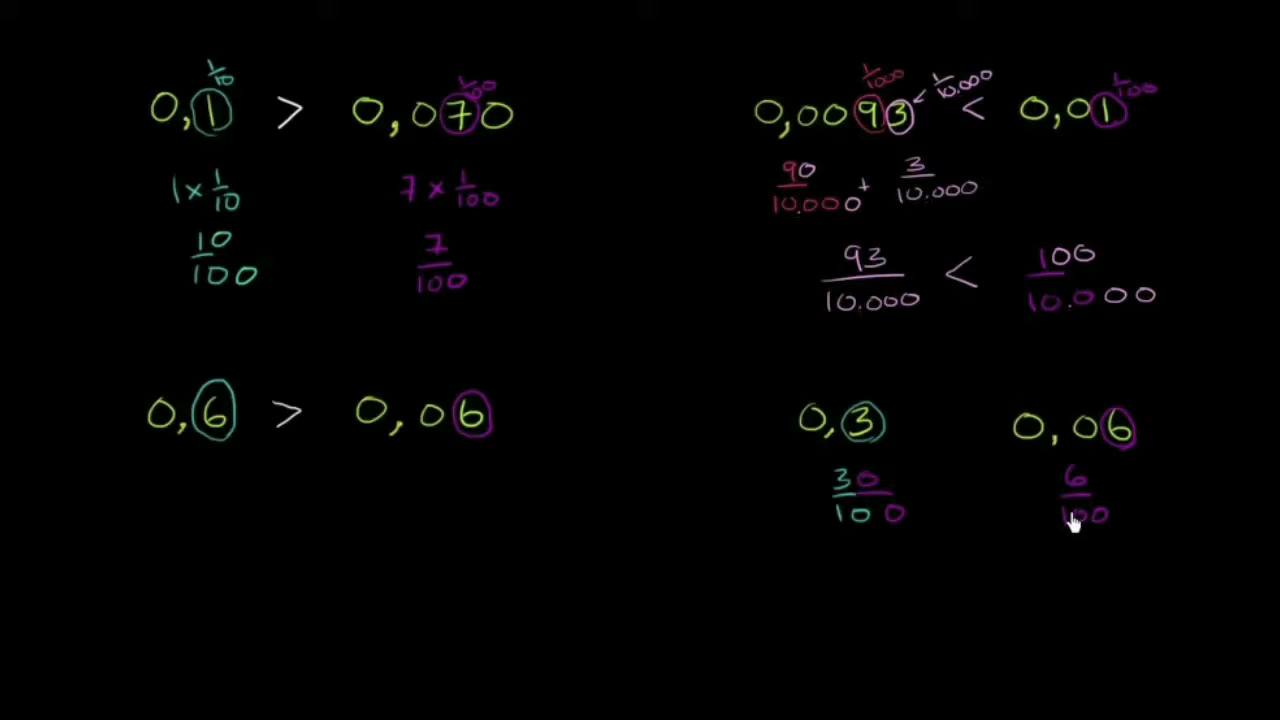 1/10 1/100
0,1 > 0,070
1 × 1/10 7 × 1/100
10/100 7/100
1/1000 1/10.000 1/100
0,0093 < 0,01
90/10.000 + 3/10.000
93/10.000 < 100/10.000
0,6 > 0,06
0,3 0,06
30/100 6/100